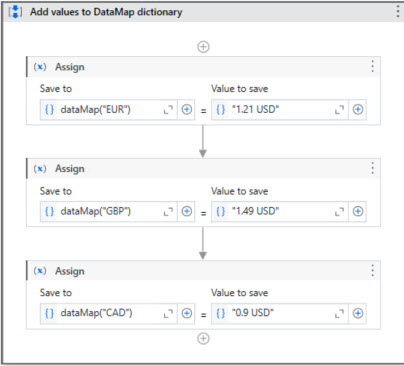 Add values to DataMap dictionary
(x) Assign
Save to Value to save
{} dataMap("EUR") = {} "1.21 USD"
(x) Assign
Save to Value to save
{} dataMap("GBP") = {} "1.49 USD"
(x) Assign
Save to Value to save
{} dataMap("CAD") = {} "0.9 USD"